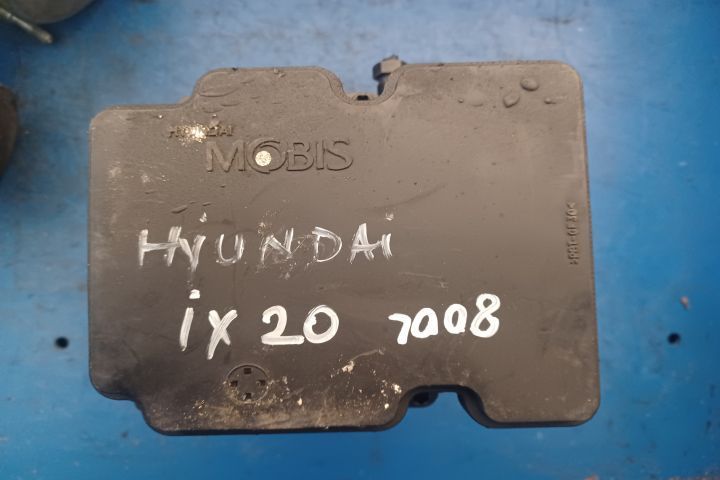 HYUNDAI
MOBIS
HYUNDAi
ix 20 7008